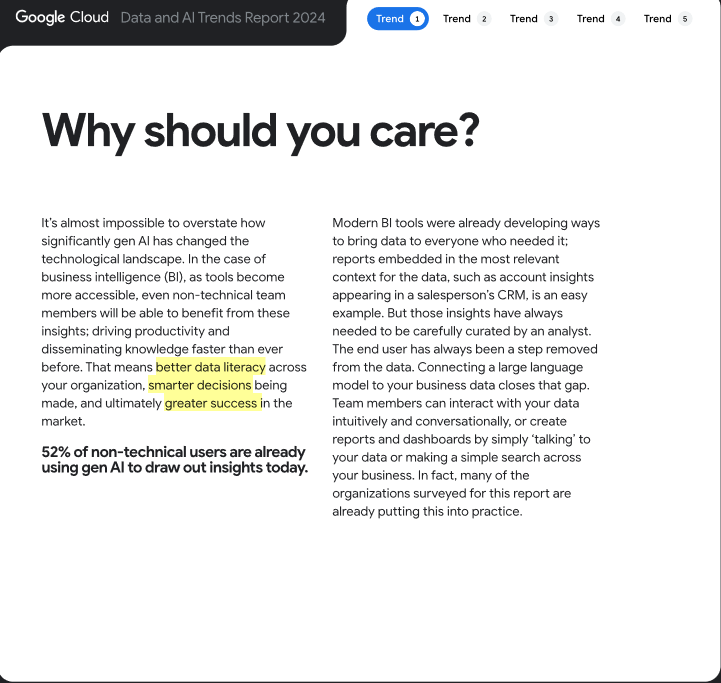 Google Cloud Data and AI Trends Report 2024
Trend 1 Trend 2 Trend 3 Trend 4 Trend 5
Why should you care?
It's almost impossible to overstate how
significantly gen AI has changed the
technological landscape. In the case of
business intelligence (BI), as tools become
more accessible, even non-technical team
members will be able to benefit from these
insights; driving productivity and
disseminating knowledge faster than ever
before. That means better data literacy across
your organization, smarter decisions being
made, and ultimately greater success in the
market.
52% of non-technical users are already
using gen AI to draw out insights today.
Modern BI tools were already developing ways
to bring data to everyone who needed it;
reports embedded in the most relevant
context for the data, such as account insights
appearing in a salesperson's CRM, is an easy
example. But those insights have always
needed to be carefully curated by an analyst.
The end user has always been a step removed
from the data. Connecting a large language
model to your business data closes that gap.
Team members can interact with your data
intuitively and conversationally, or create
reports and dashboards by simply 'talking' to
your data or making a simple search across
your business. In fact, many of the
organizations surveyed for this report are
already putting this into practice.